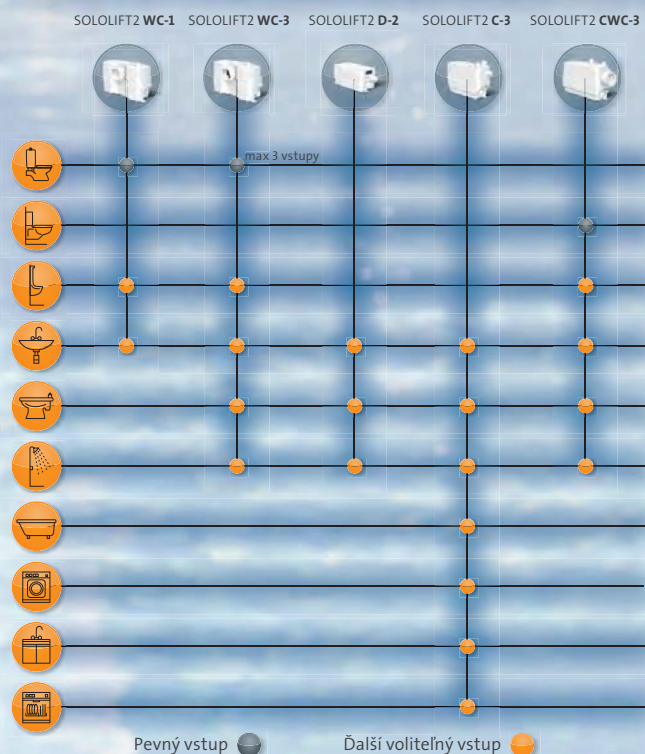 SOLOLIFT2 WC-1 SOLOLIFT2 WC-3 SOLOLIFT2 D-2 SOLOLIFT2 C-3 SOLOLIFT2 CWC-3
max 3 vstupy
Pevný vstup Ďalší voliteľný vstup